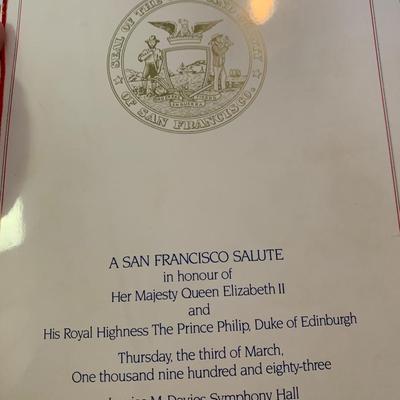 SEAL OF THE AND COUNTY
OF SAN FRANCISCO.
A SAN FRANCISCO SALUTE
in honour of
Her Majesty Queen Elizabeth II
and
His Royal Highness The Prince Philip, Duke of Edinburgh
Thursday, the third of March,
One thousand nine hundred and eighty-three
M. Davies Symphony Hall